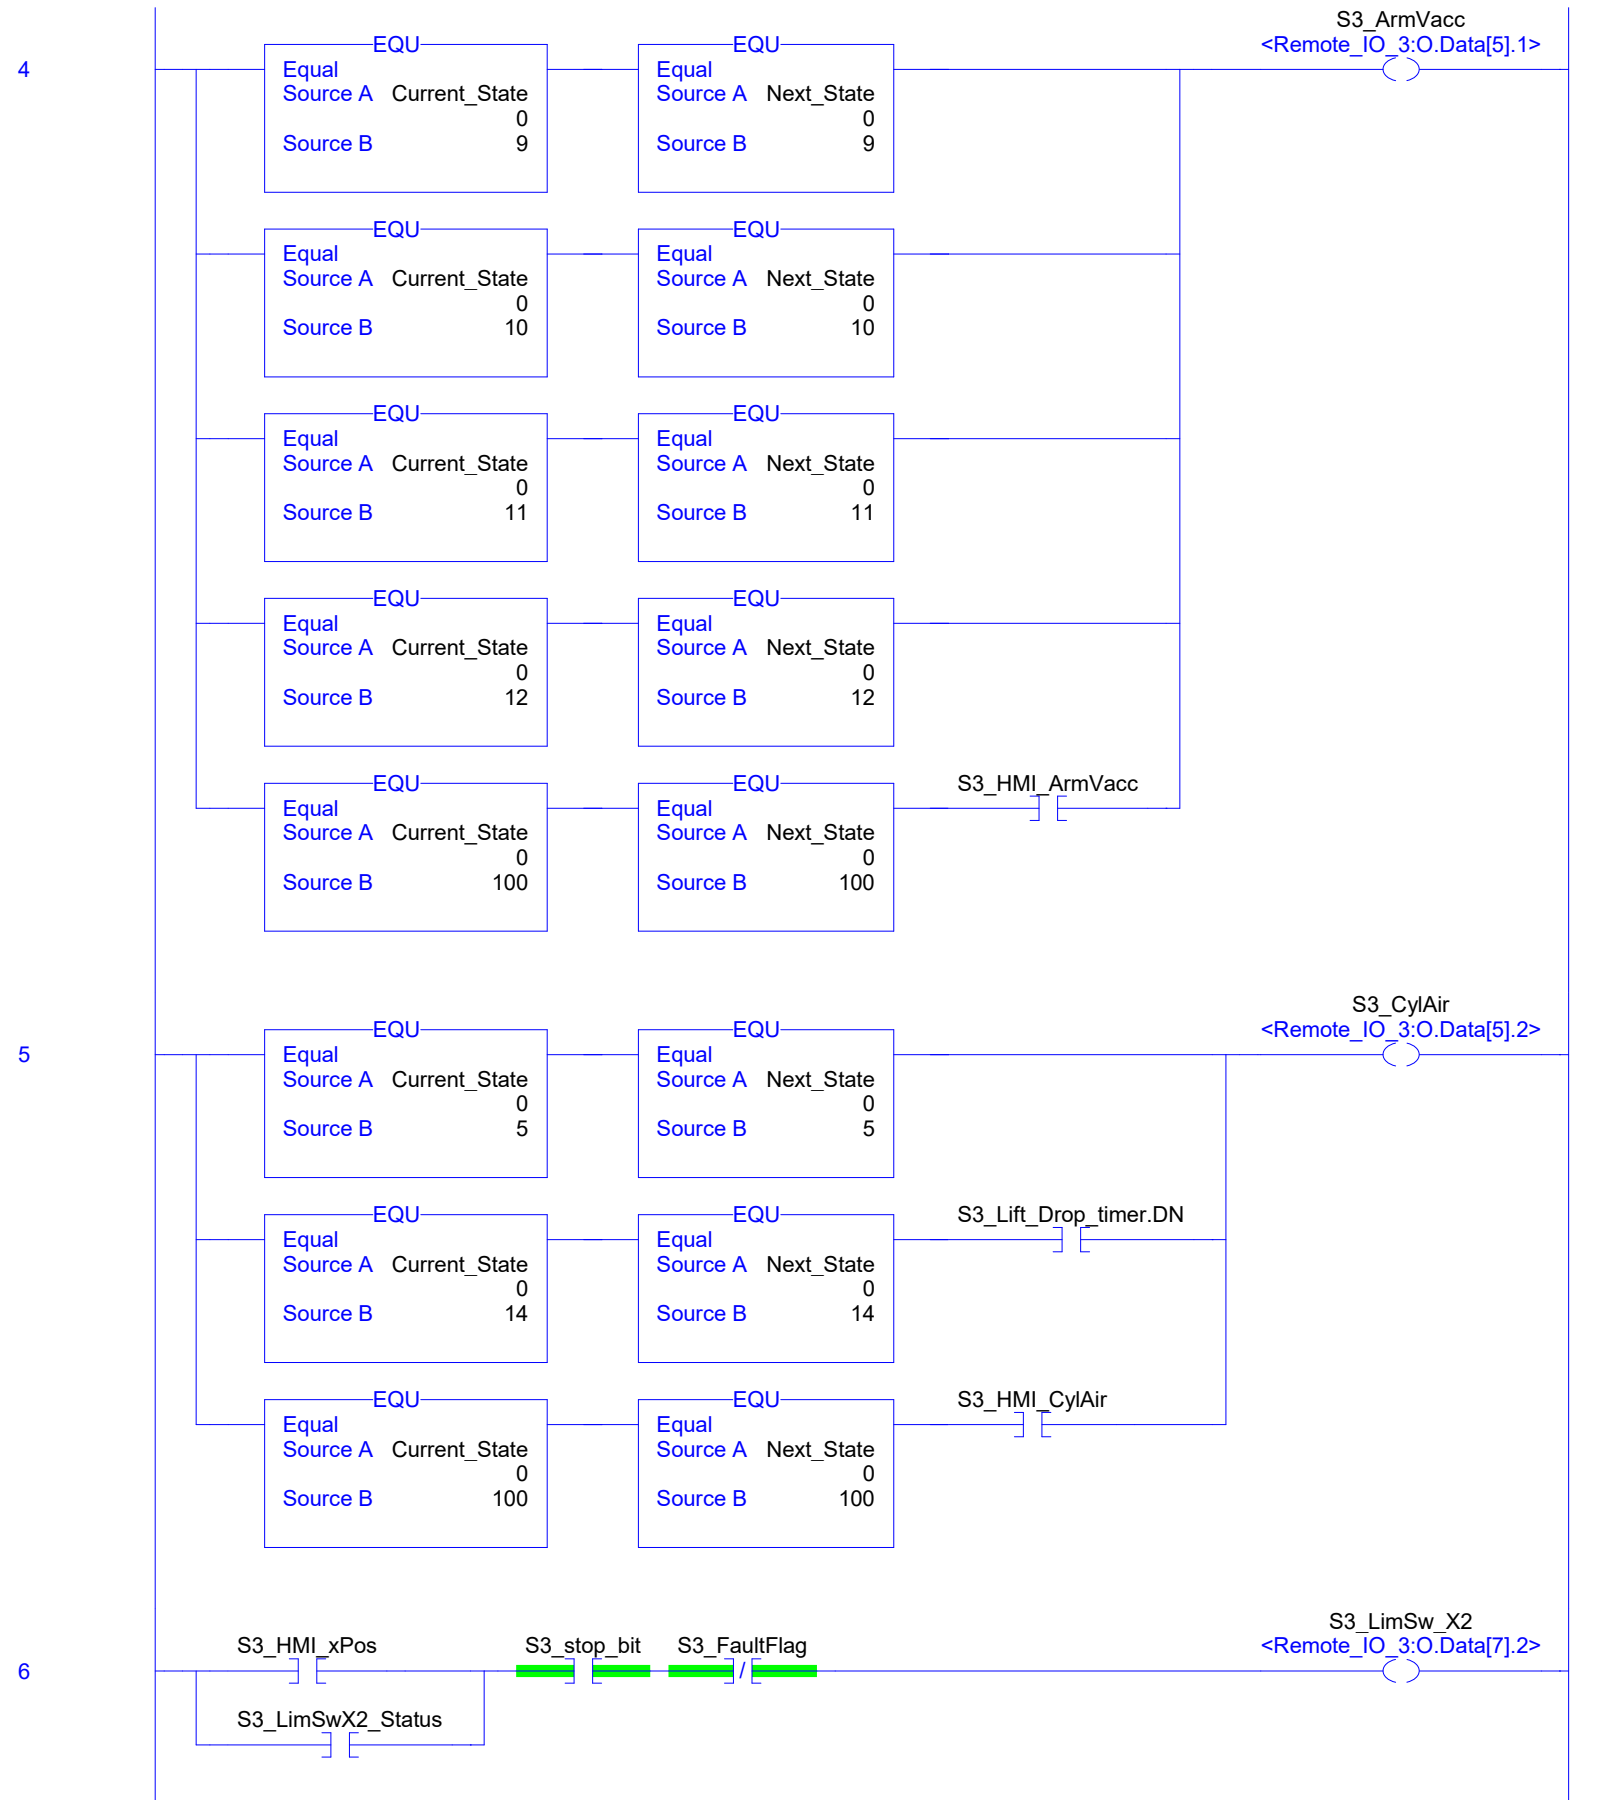 S3_ArmVacc
<Remote_IO_3:O.Data[5].1>
4
EQU
Equal
Source A Current_State
0
Source B 9
EQU
Equal
Source A Next_State
0
Source B 9
EQU
Equal
Source A Current_State
0
Source B 10
EQU
Equal
Source A Next_State
0
Source B 10
EQU
Equal
Source A Current_State
0
Source B 11
EQU
Equal
Source A Next_State
0
Source B 11
EQU
Equal
Source A Current_State
0
Source B 12
EQU
Equal
Source A Next_State
0
Source B 12
EQU
Equal
Source A Current_State
0
Source B 100
EQU
Equal
Source A Next_State
0
Source B 100
S3_HMI_ArmVacc
S3_CylAir
<Remote_IO_3:O.Data[5].2>
5
EQU
Equal
Source A Current_State
0
Source B 5
EQU
Equal
Source A Next_State
0
Source B 5
EQU
Equal
Source A Current_State
0
Source B 14
EQU
Equal
Source A Next_State
0
Source B 14
S3_Lift_Drop_timer.DN
EQU
Equal
Source A Current_State
0
Source B 100
EQU
Equal
Source A Next_State
0
Source B 100
S3_HMI_CylAir
S3_LimSw_X2
<Remote_IO_3:O.Data[7].2>
6
S3_HMI_xPos
S3_stop_bit
S3_FaultFlag
/
S3_LimSwX2_Status